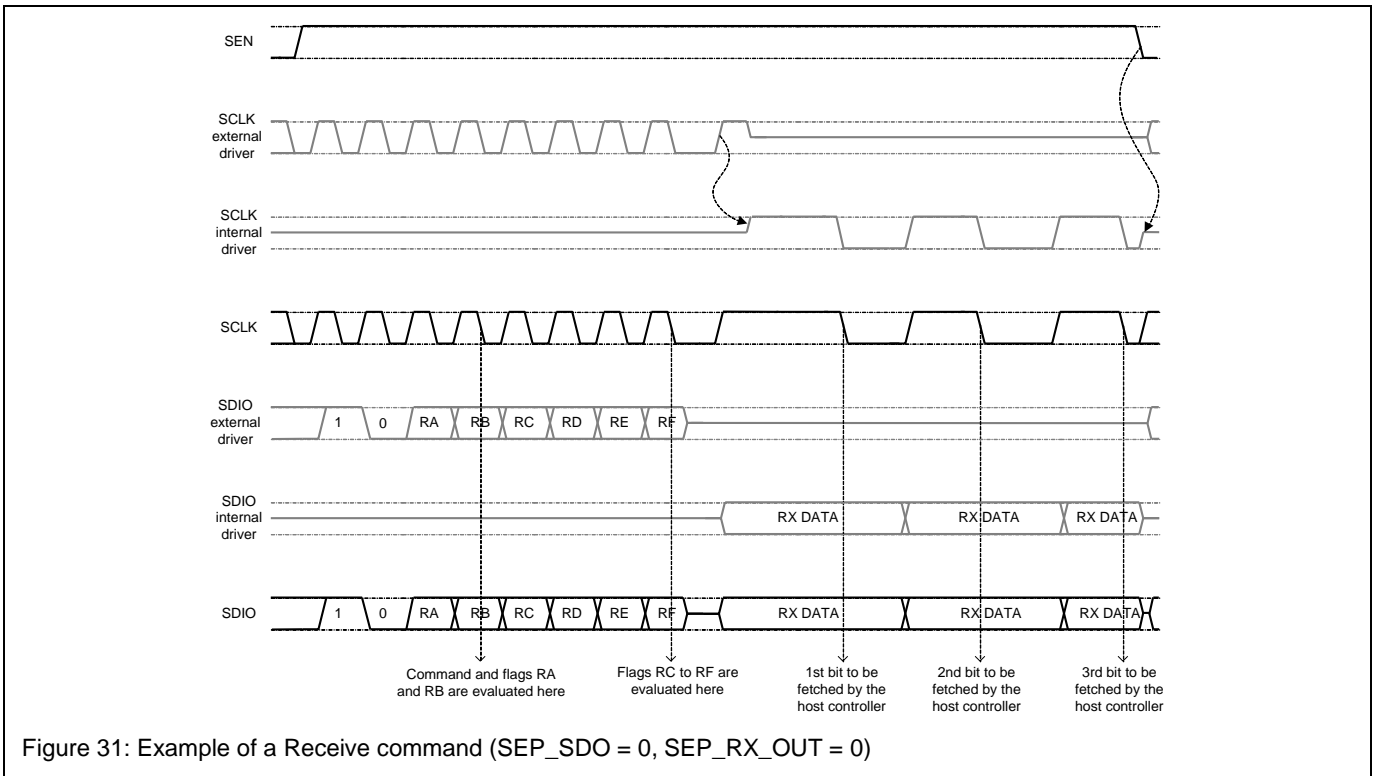 SEN
SCLK
external
driver
SCLK
internal
driver
SCLK
SDIO
external
driver
1 0 RA RB RC RD RE RF
SDIO
internal
driver
RX DATA RX DATA RX DATA
SDIO
1 0 RA RB RC RD RE RF RX DATA RX DATA RX DATA
Command and flags RA
and RB are evaluated here
Flags RC to RF are
evaluated here
1st bit to be
fetched by the
host controller
2nd bit to be
fetched by the
host controller
3rd bit to be
fetched by the
host controller
Figure 31: Example of a Receive command (SEP_SDO = 0, SEP_RX_OUT = 0)